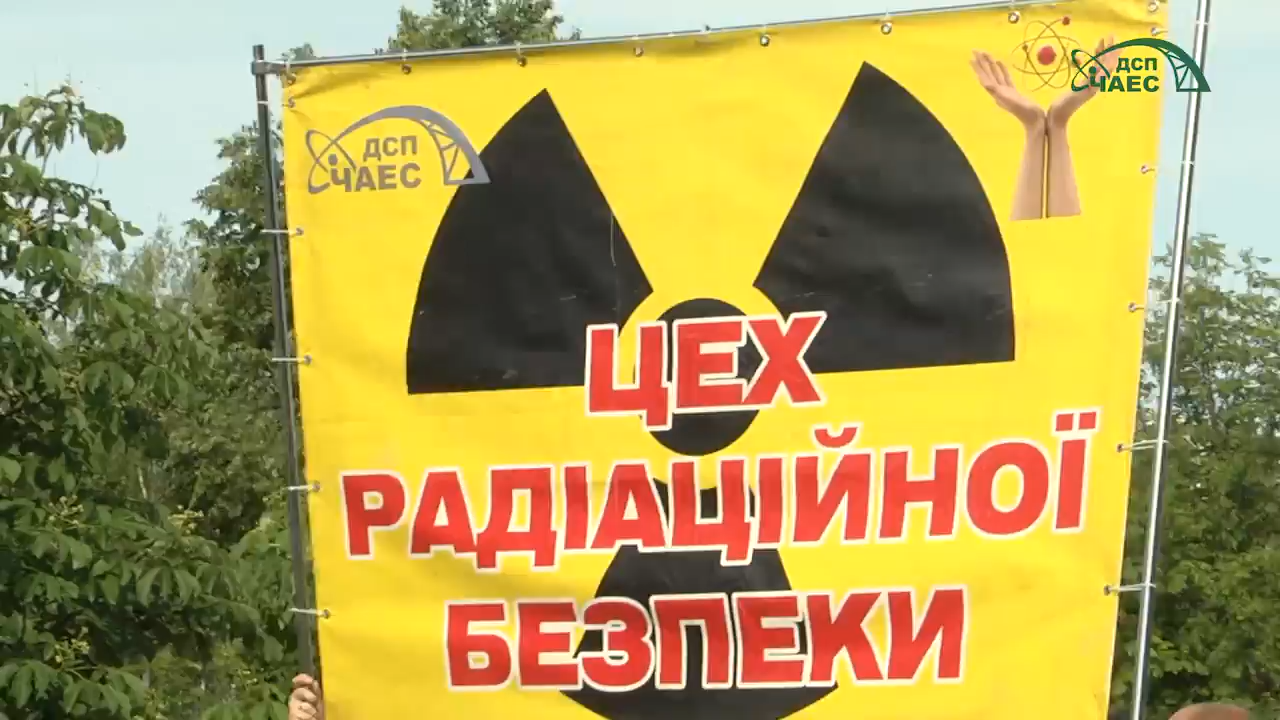 ДСП
ЧАЕС
ДСП
ЧАЕС
ЦЕХ
РАДІАЦІЙНОЇ
БЕЗПЕКИ